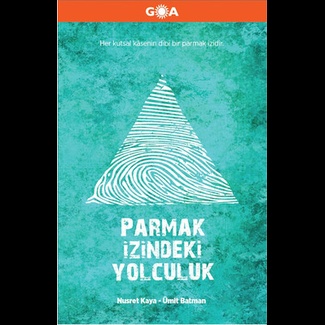 GOA
Her kutsal kâsenin dibi bir parmak izidir.
PARMAK
İZİNDEKİ
YOLCULUK
Nusret Kaya - Ümit Batman